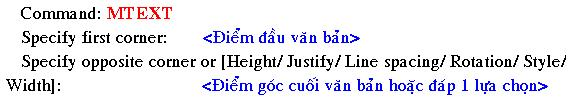 Command: MTEXT
Specify first corner: <Điểm đầu văn bản>
Specify opposite corner or [Height/ Justify/ Line spacing/ Rotation/ Style/
Width]: <Điểm góc cuối văn bản hoặc đáp 1 lựa chọn>